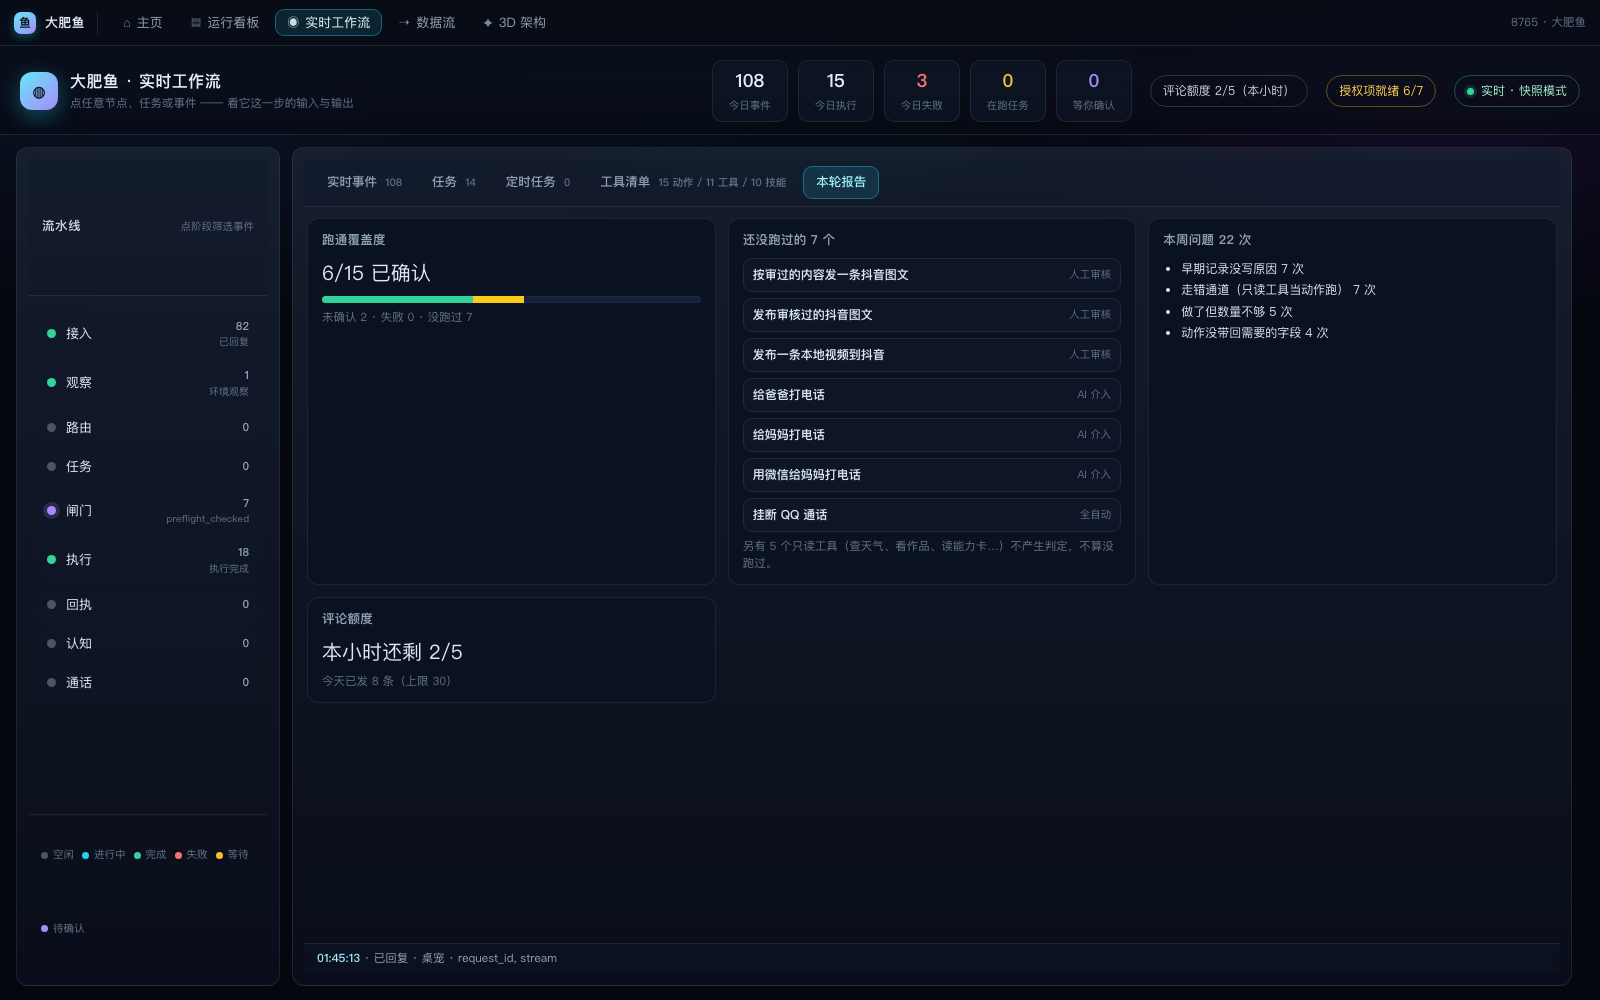 鱼 大肥鱼 主页 运行看板 实时工作流 数据流 3D 架构 8765 · 大肥鱼
大肥鱼 · 实时工作流
点任意节点、任务或事件 —— 看它这一步的输入与输出
108 今日事件
15 今日执行
3 今日失败
0 在跑任务
0 等你确认
评论额度 2/5（本小时）
授权项就绪 6/7
实时 · 快照模式
流水线 点阶段筛选事件
接入 82 已回复
观察 1 环境观察
路由 0
任务 0
闸门 7 preflight_checked
执行 18 执行完成
回执 0
认知 0
通话 0
空闲 进行中 完成 失败 等待
待确认
实时事件 108 任务 14 定时任务 0 工具清单 15 动作 / 11 工具 / 10 技能 本轮报告
跑通覆盖度
6/15 已确认
未确认 2 · 失败 0 · 没跑过 7
还没跑过的 7 个
按审过的内容发一条抖音图文 人工审核
发布审核过的抖音图文 人工审核
发布一条本地视频到抖音 人工审核
给爸爸打电话 AI 介入
给妈妈打电话 AI 介入
用微信给妈妈打电话 AI 介入
挂断 QQ 通话 全自动
另有 5 个只读工具（查天气、看作品、读能力卡…）不产生判定，不算没
跑过。
本周问题 22 次
早期记录没写原因 7 次
走错通道（只读工具当动作跑） 7 次
做了但数量不够 5 次
动作没带回需要的字段 4 次
评论额度
本小时还剩 2/5
今天已发 8 条（上限 30）
01:45:13 · 已回复 · 桌宠 · request_id, stream